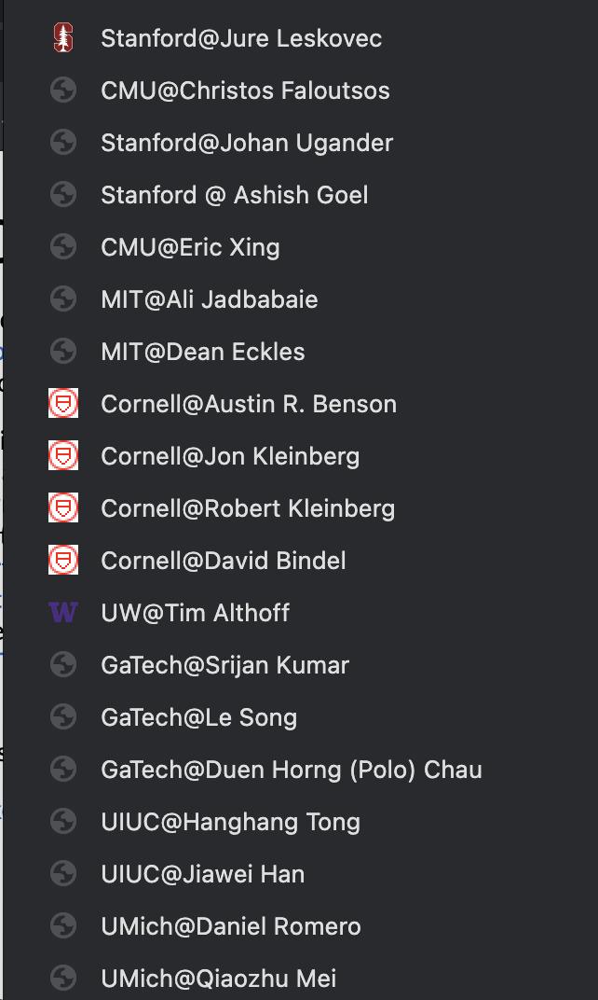 Stanford@Jure Leskovec
CMU@Christos Faloutsos
Stanford@Johan Ugander
Stanford @ Ashish Goel
CMU@Eric Xing
MIT@Ali Jadbabaie
MIT@Dean Eckles
Cornell@Austin R. Benson
Cornell@Jon Kleinberg
Cornell@Robert Kleinberg
Cornell@David Bindel
W UW@Tim Althoff
GaTech@Srijan Kumar
GaTech@Le Song
GaTech@Duen Horng (Polo) Chau
UIUC@Hanghang Tong
UIUC@Jiawei Han
UMich@Daniel Romero
UMich@Qiaozhu Mei